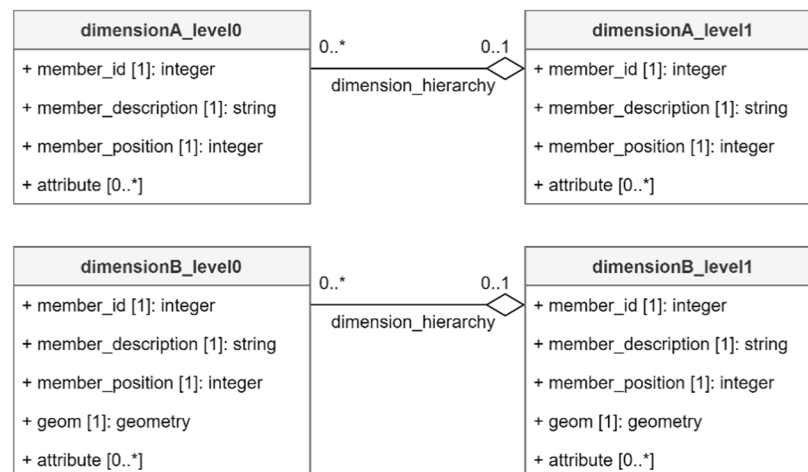 dimensionA_level0
+ member_id [1]: integer
+ member_description [1]: string
+ member_position [1]: integer
+ attribute [0..*]
0..*
0..1
dimension_hierarchy
dimensionA_level1
+ member_id [1]: integer
+ member_description [1]: string
+ member_position [1]: integer
+ attribute [0..*]
dimensionB_level0
+ member_id [1]: integer
+ member_description [1]: string
+ member_position [1]: integer
+ geom [1]: geometry
+ attribute [0..*]
0..*
0..1
dimension_hierarchy
dimensionB_level1
+ member_id [1]: integer
+ member_description [1]: string
+ member_position [1]: integer
+ geom [1]: geometry
+ attribute [0..*]